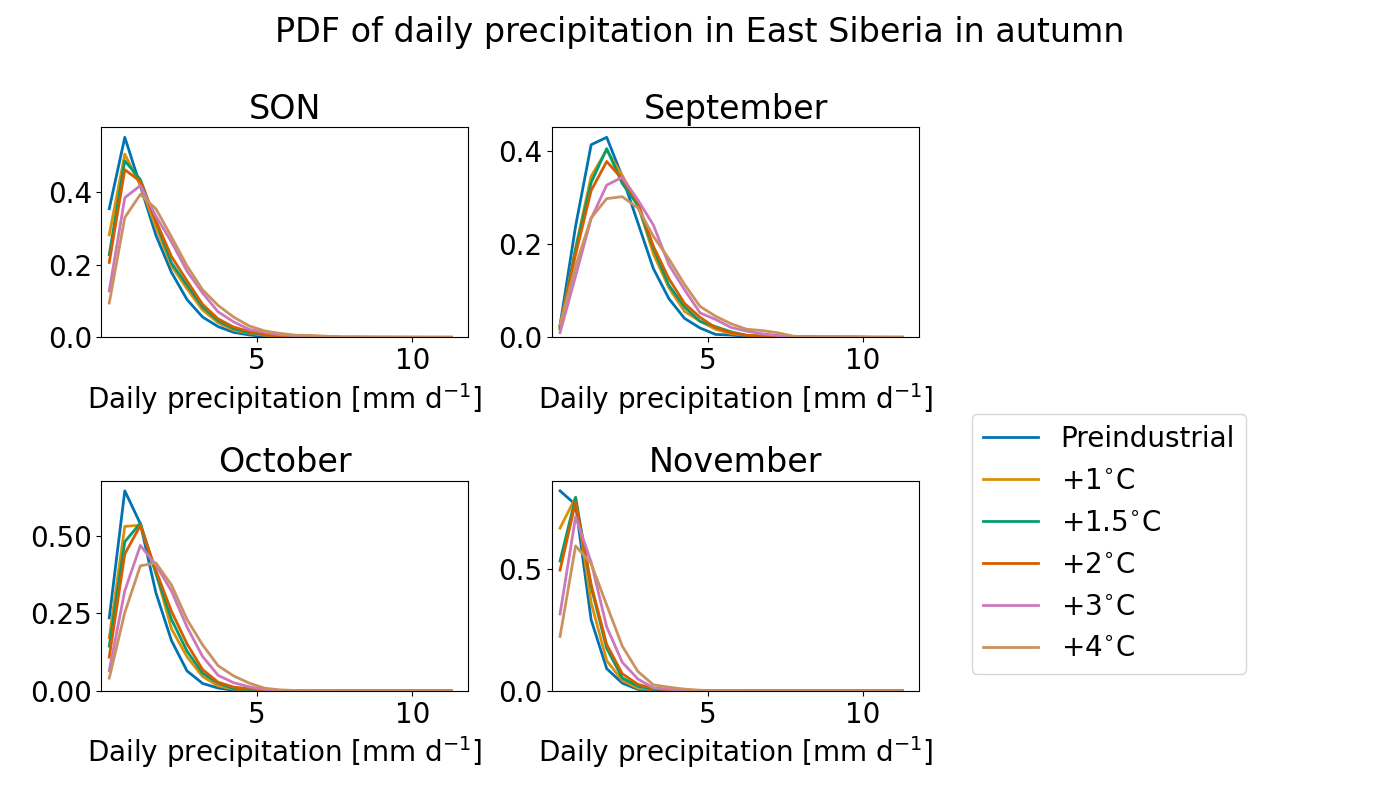 PDF of daily precipitation in East Siberia in autumn
SON
0.4
0.2
0.0
5 10
Daily precipitation [mm d⁻¹]
September
0.4
0.2
0.0
5 10
Daily precipitation [mm d⁻¹]
October
0.50
0.25
0.00
5 10
Daily precipitation [mm d⁻¹]
November
0.5
0.0
5 10
Daily precipitation [mm d⁻¹]
Preindustrial
+1°C
+1.5°C
+2°C
+3°C
+4°C